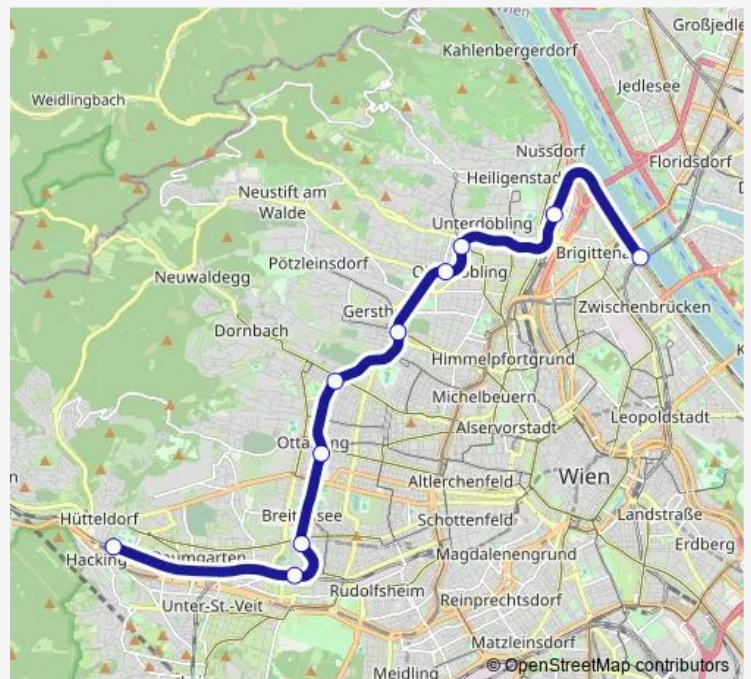 Wien
Großjedle
Kahlenbergerdorf
Jedlesee
Weidlingbach
Nussdorf
Floridsdorf
Heiligenstad
Neustift am
Walde
Unterdöbling
Pötzleinsdorf
Brigittena
Neuwaldegg
Zwischenbrücken
Gersth
Dornbach
Himmelpfortgrund
Michelbeuern
Leopoldstadt
Alservorstadt
Wien
Altlerchenfeld
Hütteldorf
Schottenfeld
Landstraße
Hacking
Magdalenengrund
Erdberg
Rudolfsheim
Unter-St.-Veit
Reinprechtsdorf
Matzleinsdorf
Meidling
© OpenStreetMap contributors